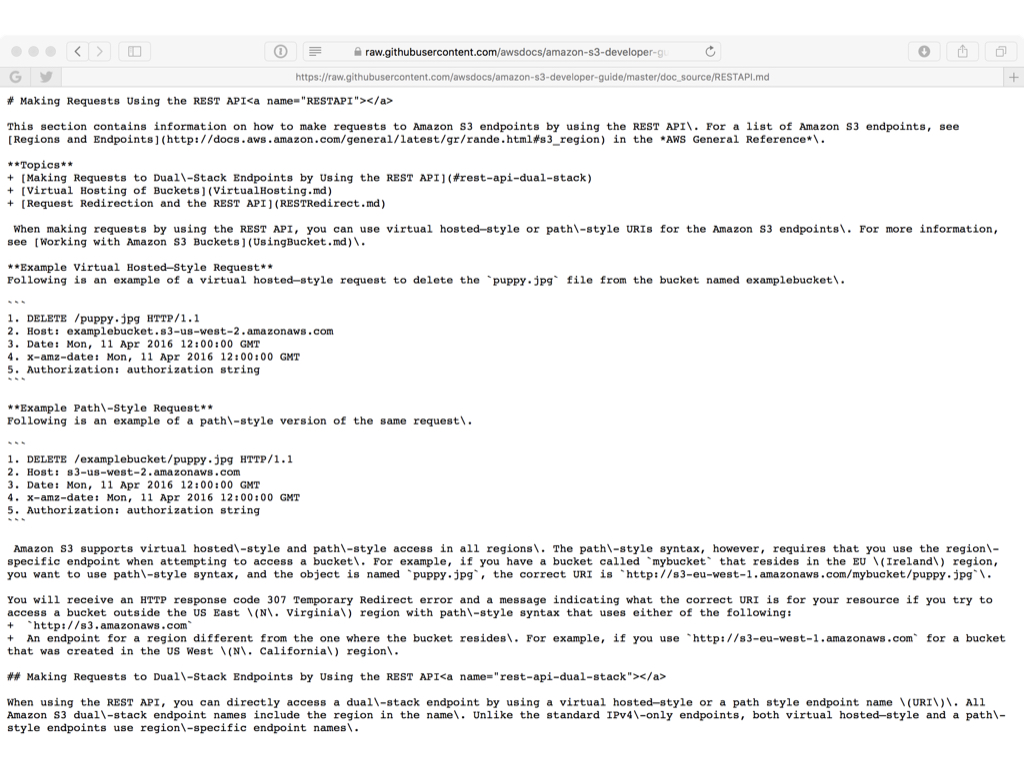 raw.githubusercontent.com/awsdocs/amazon-s3-developer-gu
https://raw.githubusercontent.com/awsdocs/amazon-s3-developer-guide/master/doc_source/RESTAPI.md
# Making Requests Using the REST API<a name="RESTAPI"></a>
This section contains information on how to make requests to Amazon S3 endpoints by using the REST API\. For a list of Amazon S3 endpoints, see
[Regions and Endpoints](http://docs.aws.amazon.com/general/latest/gr/rande.html#s3_region) in the *AWS General Reference*\.
**Topics**
+ [Making Requests to Dual\-Stack Endpoints by Using the REST API](#rest-api-dual-stack)
+ [Virtual Hosting of Buckets](VirtualHosting.md)
+ [Request Redirection and the REST API](RESTRedirect.md)
When making requests by using the REST API, you can use virtual hosted–style or path\-style URIs for the Amazon S3 endpoints\. For more information,
see [Working with Amazon S3 Buckets](UsingBucket.md)\.
**Example Virtual Hosted–Style Request**
Following is an example of a virtual hosted–style request to delete the `puppy.jpg` file from the bucket named examplebucket\.
```
1. DELETE /puppy.jpg HTTP/1.1
2. Host: examplebucket.s3-us-west-2.amazonaws.com
3. Date: Mon, 11 Apr 2016 12:00:00 GMT
4. x-amz-date: Mon, 11 Apr 2016 12:00:00 GMT
5. Authorization: authorization string
```
**Example Path\-Style Request**
Following is an example of a path\-style version of the same request\.
```
1. DELETE /examplebucket/puppy.jpg HTTP/1.1
2. Host: s3-us-west-2.amazonaws.com
3. Date: Mon, 11 Apr 2016 12:00:00 GMT
4. x-amz-date: Mon, 11 Apr 2016 12:00:00 GMT
5. Authorization: authorization string
```
Amazon S3 supports virtual hosted\-style and path\-style access in all regions\. The path\-style syntax, however, requires that you use the region\-
specific endpoint when attempting to access a bucket\. For example, if you have a bucket called `mybucket` that resides in the EU \(Ireland\) region,
you want to use path\-style syntax, and the object is named `puppy.jpg`, the correct URI is `http://s3-eu-west-1.amazonaws.com/mybucket/puppy.jpg`\.
You will receive an HTTP response code 307 Temporary Redirect error and a message indicating what the correct URI is for your resource if you try to
access a bucket outside the US East \(N\. Virginia\) region with path\-style syntax that uses either of the following:
+  `http://s3.amazonaws.com`
+  An endpoint for a region different from the one where the bucket resides\. For example, if you use `http://s3-eu-west-1.amazonaws.com` for a bucket
that was created in the US West \(N\. California\) region\.
## Making Requests to Dual\-Stack Endpoints by Using the REST API<a name="rest-api-dual-stack"></a>
When using the REST API, you can directly access a dual\-stack endpoint by using a virtual hosted–style or a path style endpoint name \(URI\)\. All
Amazon S3 dual\-stack endpoint names include the region in the name\. Unlike the standard IPv4\-only endpoints, both virtual hosted–style and a path\-
style endpoints use region\-specific endpoint names\.